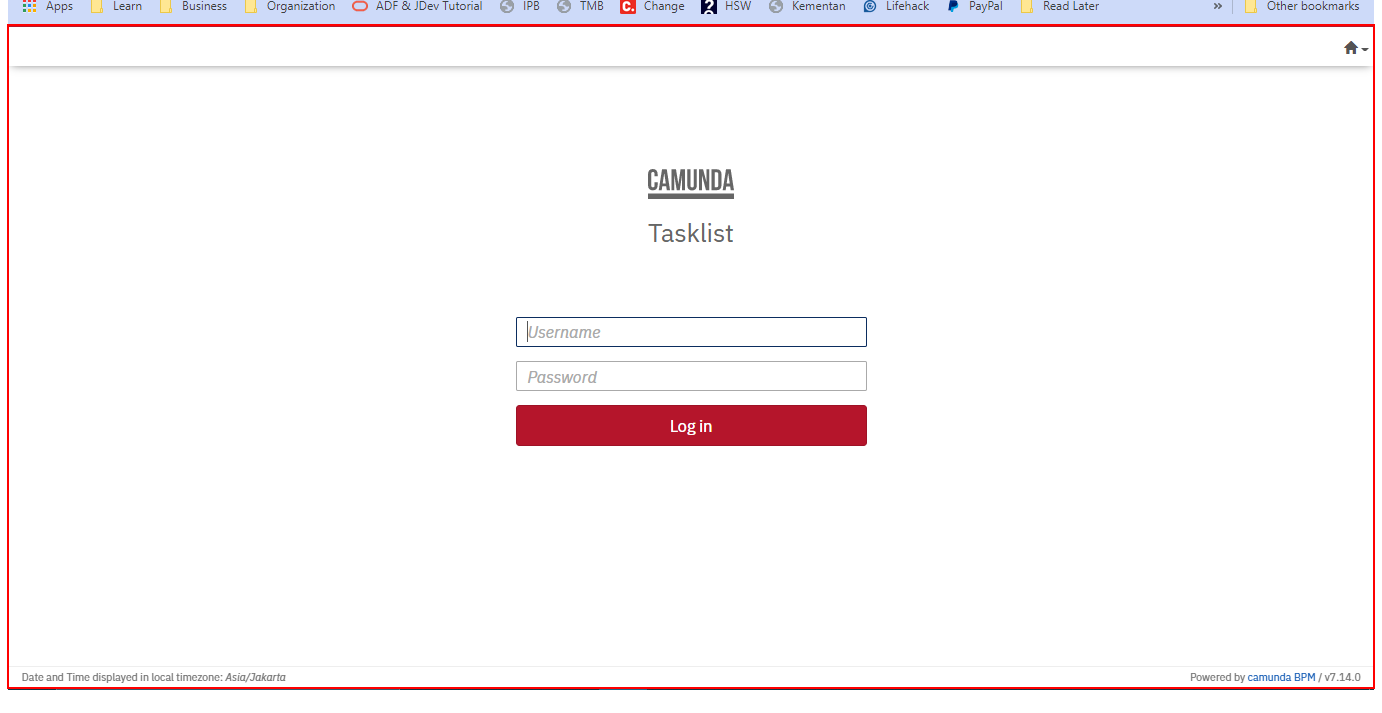 Apps Learn Business Organization ADF & JDev Tutorial IPB TMB C. Change ? HSW Kementan Lifehack PayPal Read Later » Other bookmarks
CAMUNDA
Tasklist
Username
Password
Log in
Date and Time displayed in local timezone: Asia/Jakarta Powered by camunda BPM / v7.14.0